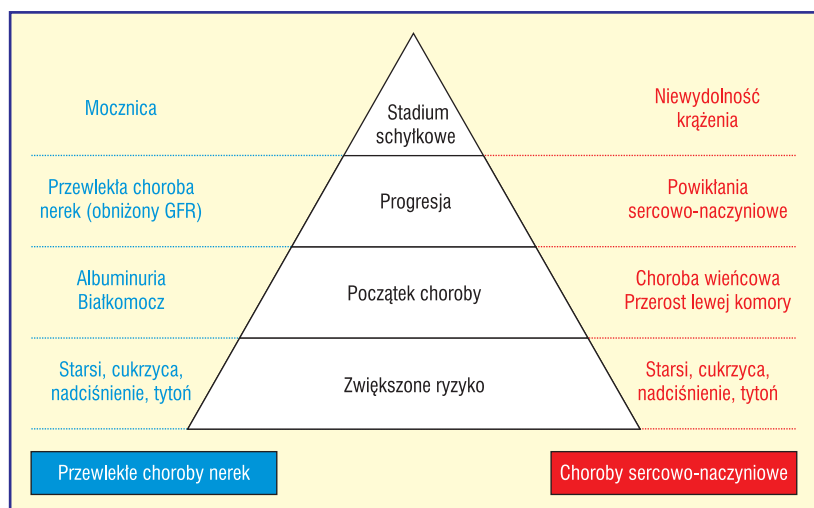 Mocznica
Stadium
schyłkowe
Niewydolność
krążenia
Przewlekła choroba
nerek (obniżony GFR)
Progresja
Powikłania
sercowo-naczyniowe
Albuminuria
Białkomocz
Początek choroby
Choroba wieńcowa
Przerost lewej komory
Starsi, cukrzyca,
nadciśnienie, tytoń
Zwiększone ryzyko
Starsi, cukrzyca,
nadciśnienie, tytoń
Przewlekłe choroby nerek
Choroby sercowo-naczyniowe